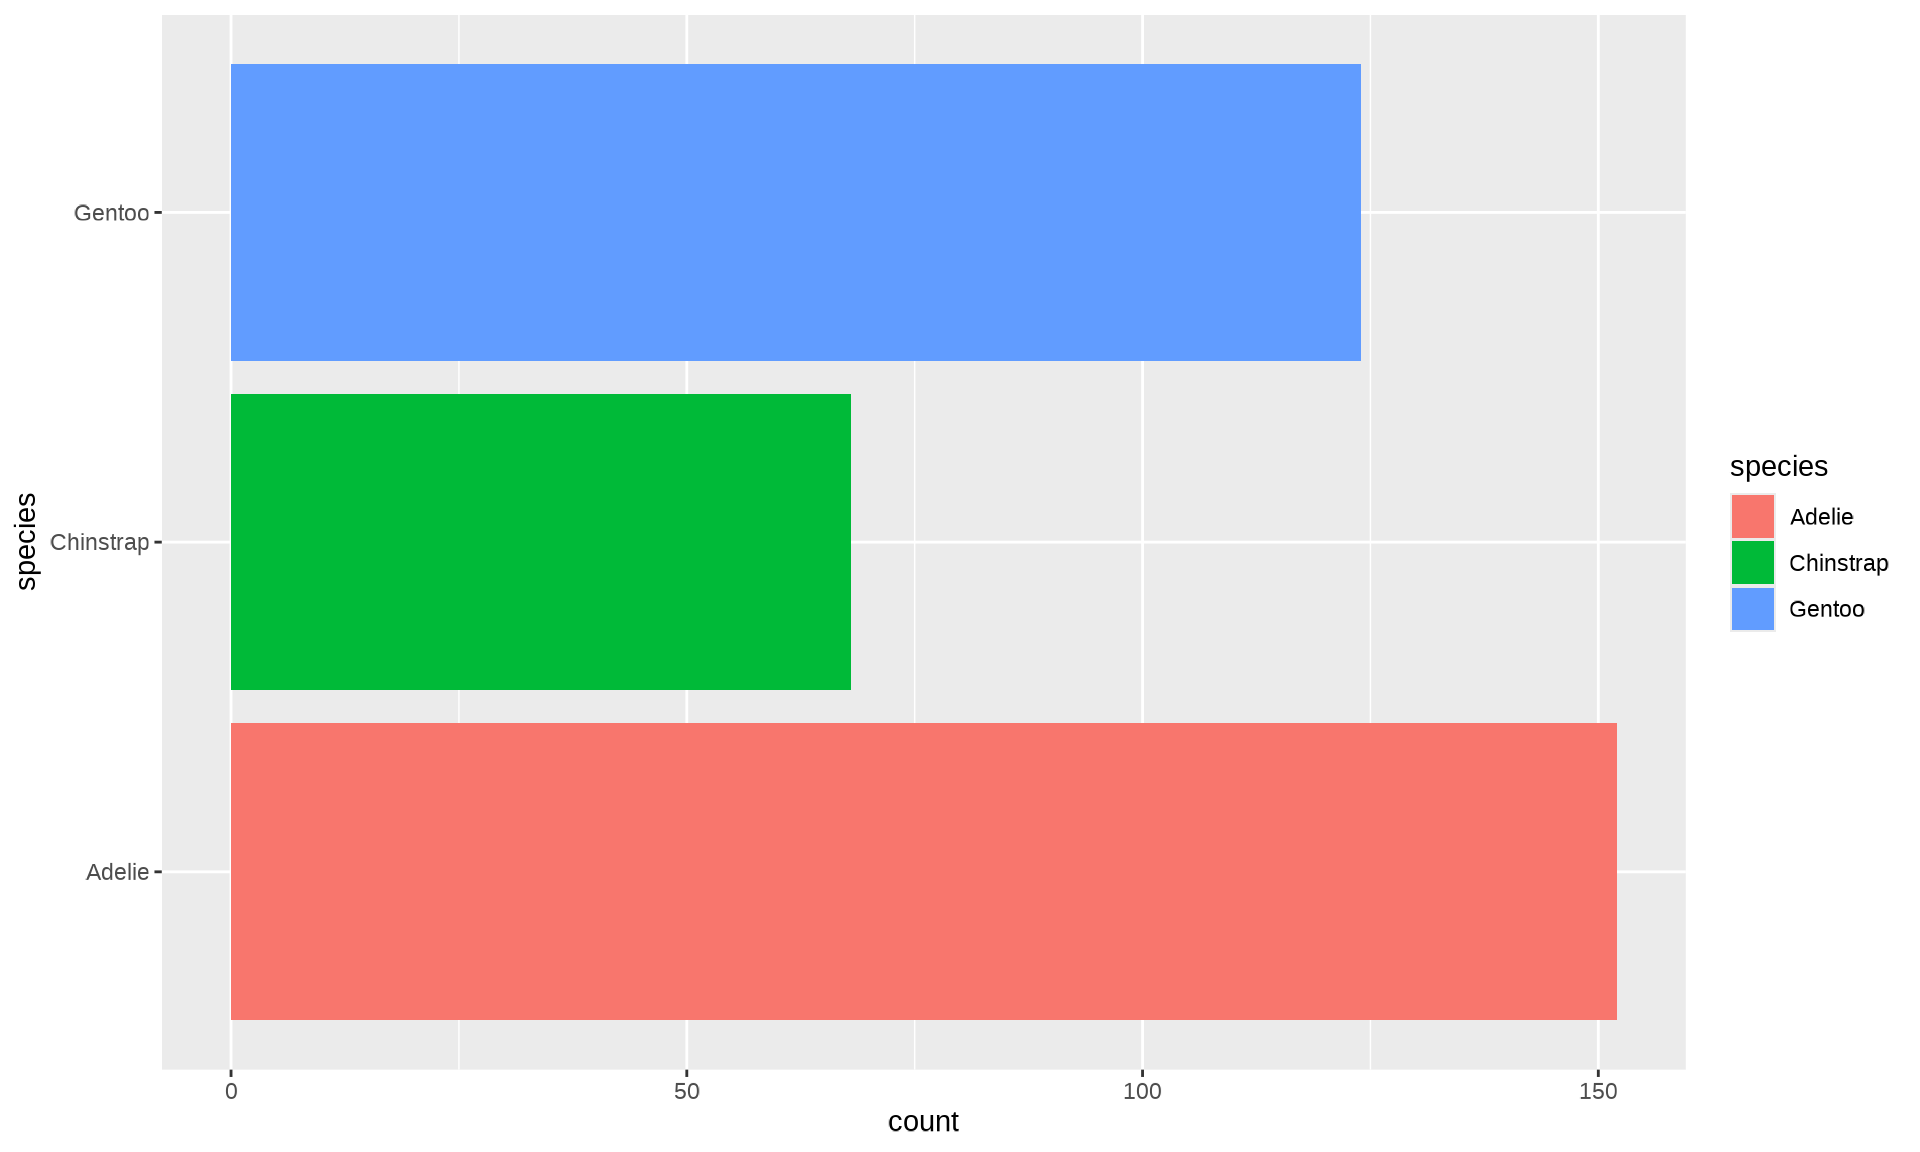 Gentoo
Chinstrap
Adelie
species
0 50 100 150
count
species
Adelie
Chinstrap
Gentoo